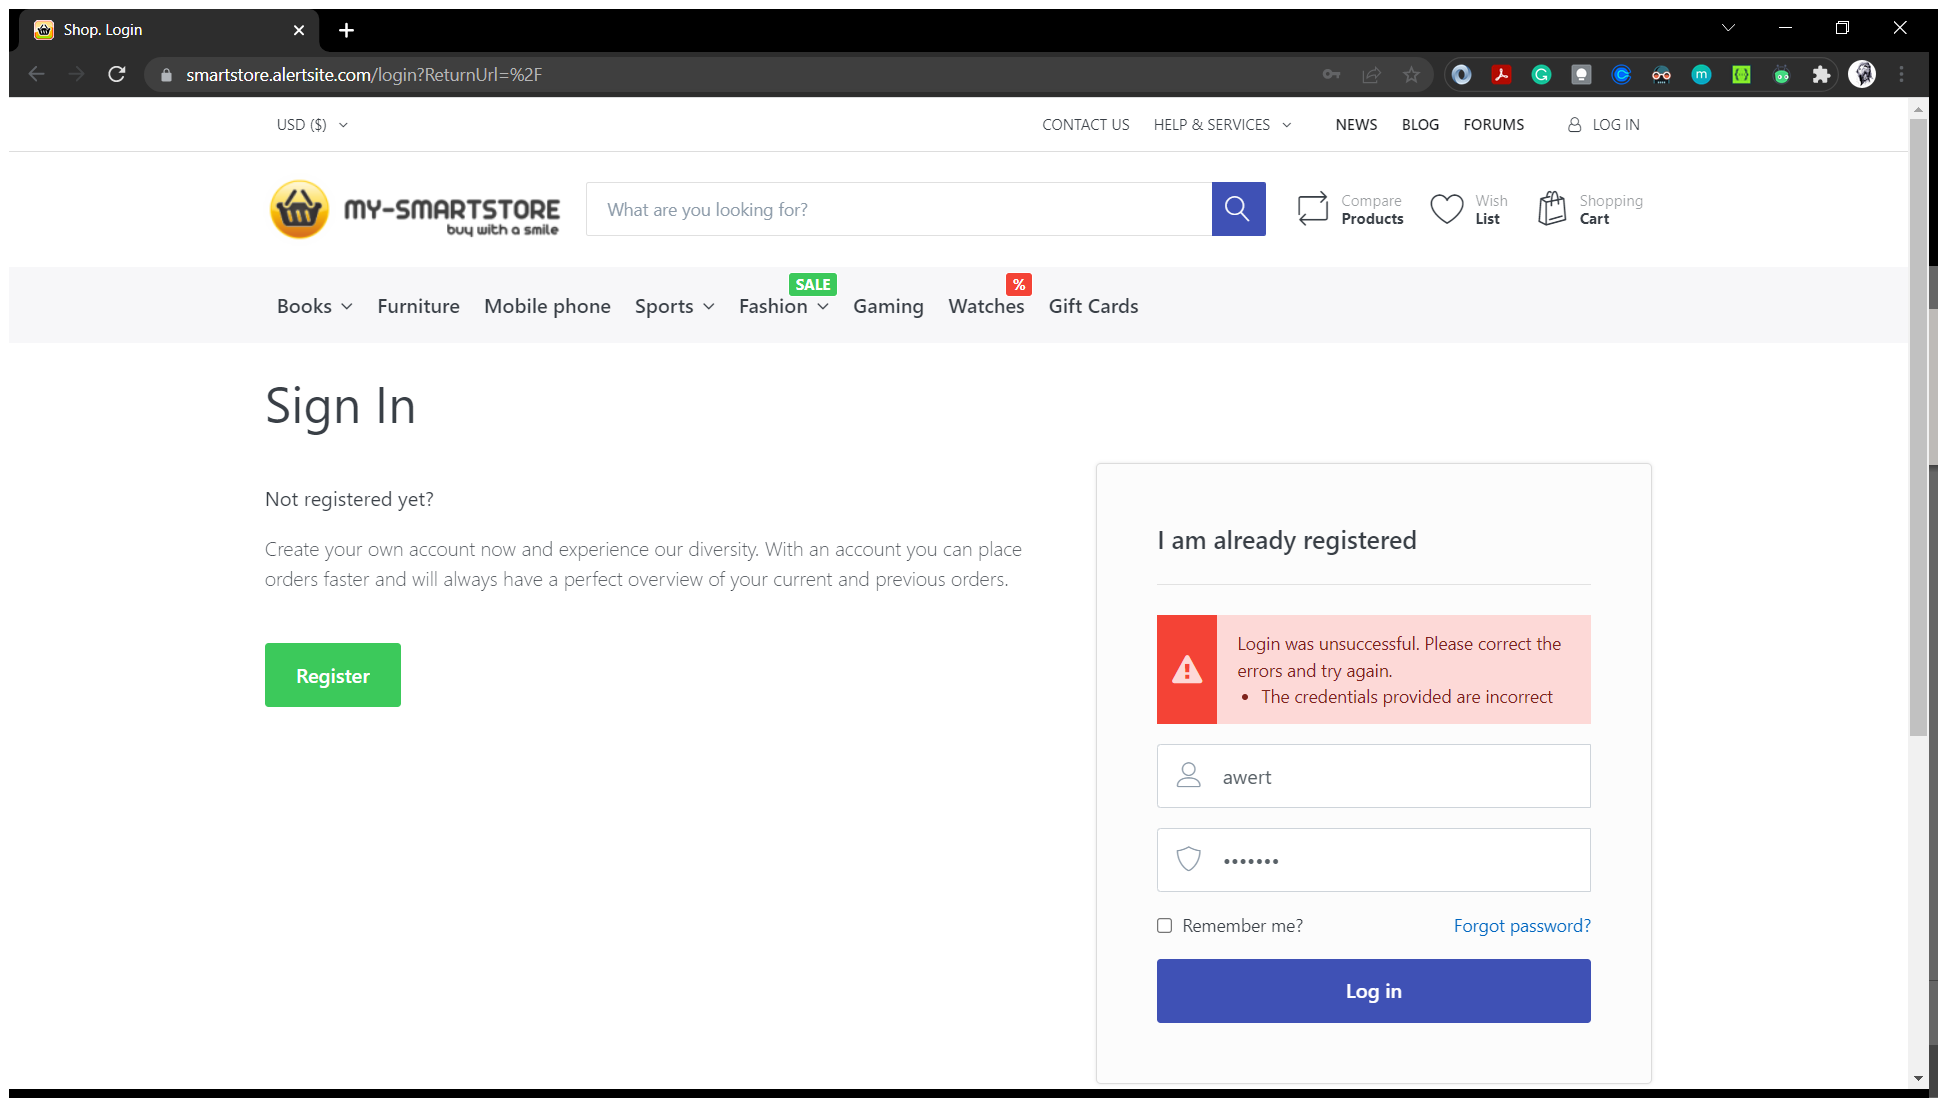 Shop. Login
smartstore.alertsite.com/login?ReturnUrl=%2F
USD ($)
CONTACT US
HELP & SERVICES
NEWS
BLOG
FORUMS
LOG IN
MY-SMARTSTORE
buy with a smile
What are you looking for?
Compare
Products
Wish
List
Shopping
Cart
SALE
%
Books
Furniture
Mobile phone
Sports
Fashion
Gaming
Watches
Gift Cards
Sign In
Not registered yet?
Create your own account now and experience our diversity. With an account you can place
orders faster and will always have a perfect overview of your current and previous orders.
Register
I am already registered
Login was unsuccessful. Please correct the
errors and try again.
• The credentials provided are incorrect
awert
•••••••
Remember me?
Forgot password?
Log in